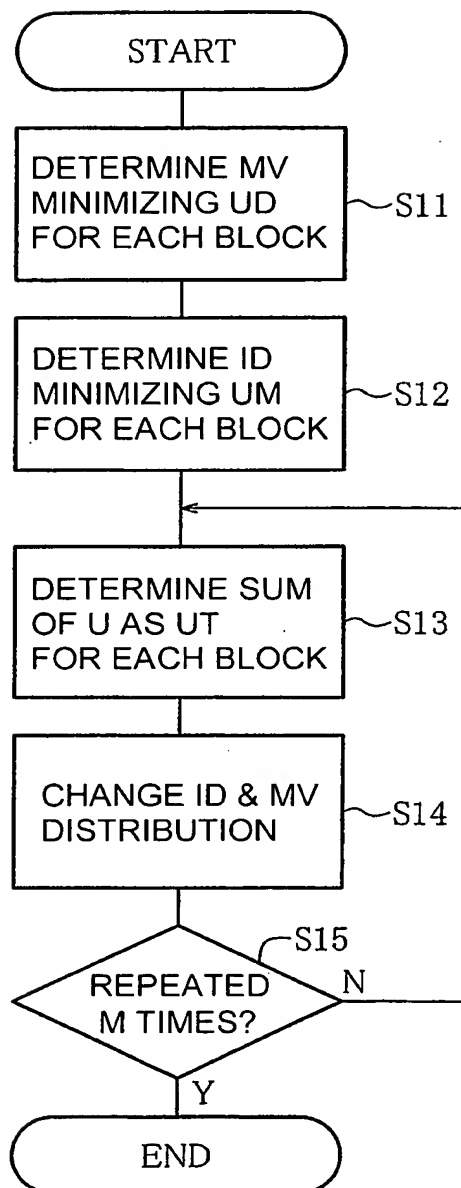 START
DETERMINE MV
MINIMIZING UD
FOR EACH BLOCK
S11
DETERMINE ID
MINIMIZING UM
FOR EACH BLOCK
S12
DETERMINE SUM
OF U AS UT
FOR EACH BLOCK
S13
CHANGE ID & MV
DISTRIBUTION
S14
S15
REPEATED
M TIMES?
N
Y
END